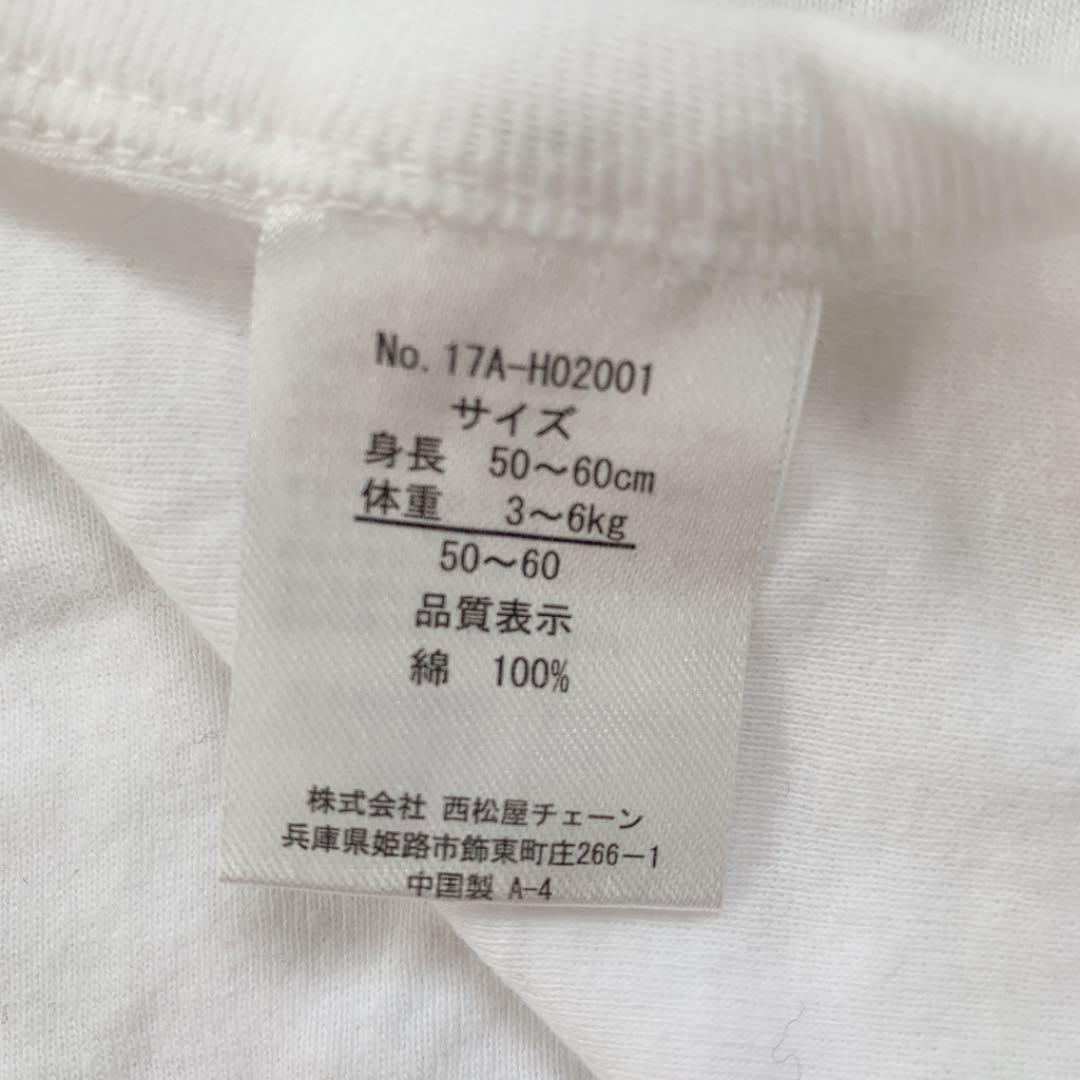 No. 17A-H02001
サイズ
身長 50〜60cm
体重 3〜6kg
50〜60
品質表示
綿 100%
株式会社 西松屋チェーン
兵庫県姫路市飾東町庄266-1
中国製 A-4